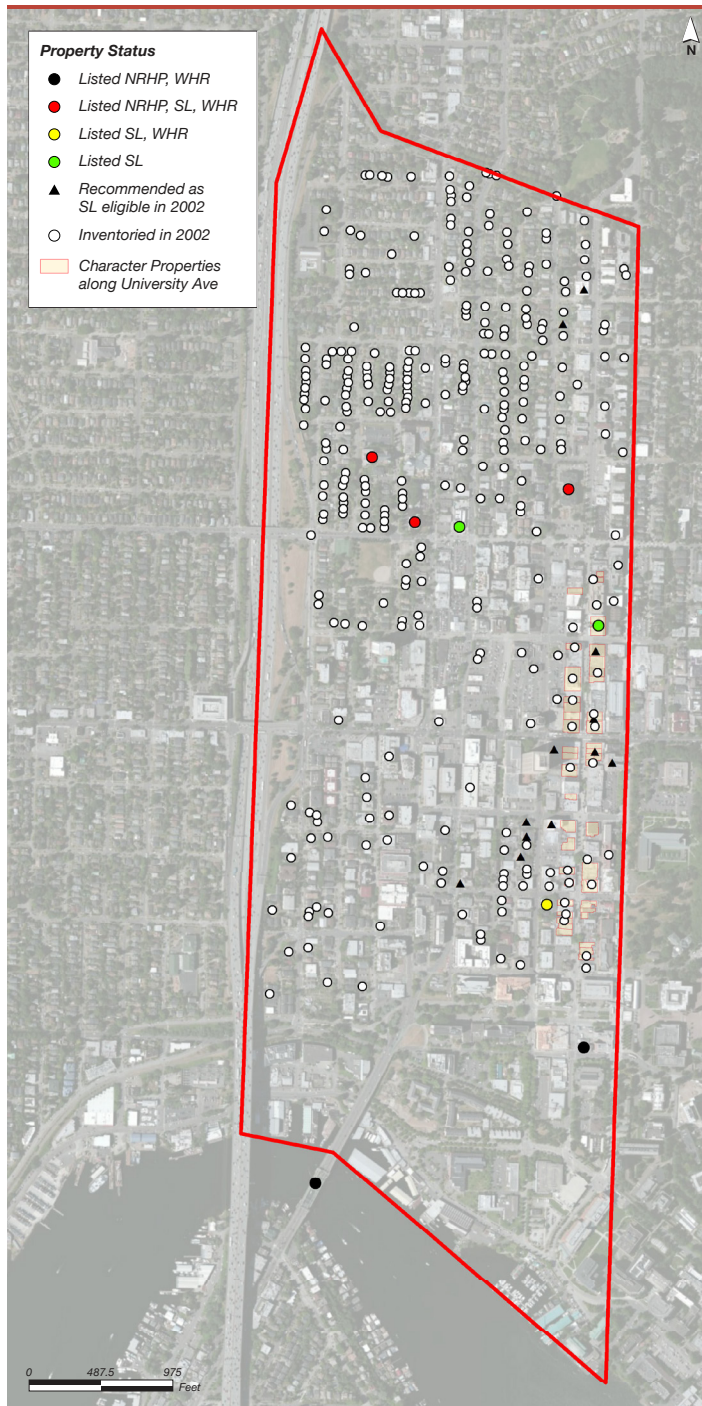 N
Property Status
Listed NRHP, WHR
Listed NRHP, SL, WHR
Listed SL, WHR
Listed SL
Recommended as
SL eligible in 2002
Inventoried in 2002
Character Properties
along University Ave
0 487.5 975
Feet